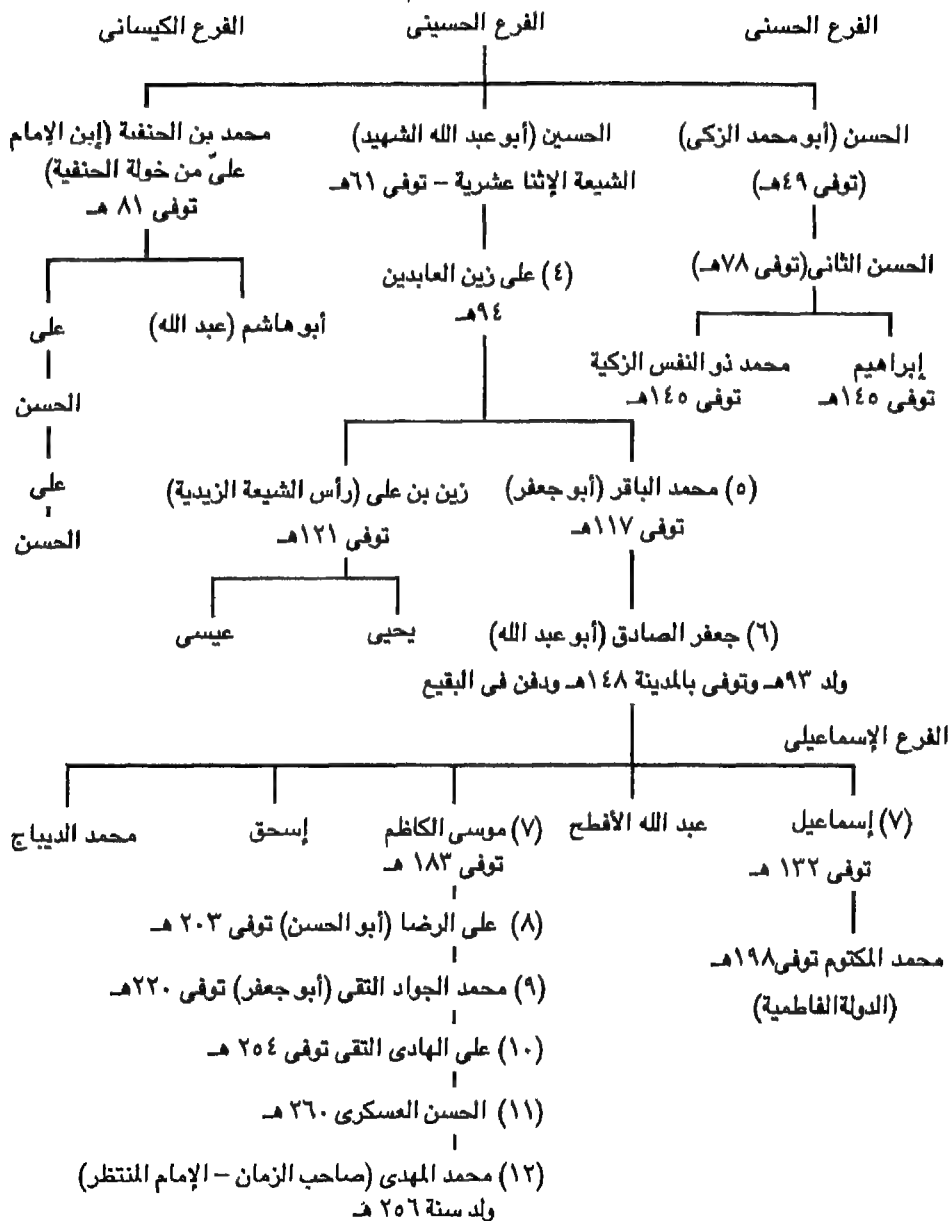 الفرع الحسنى
الفرع الحسينى
الفرع الكيسانى
الحسن (أبو محمد الزكى)
(توفى ٤٩هـ)
الحسين (أبو عبد الله الشهيد)
الشيعة الإثنا عشرية – توفى ٦١هـ
محمد بن الحنفية (إبن الإمام
علىّ من خولة الحنفية)
توفى ٨١ هـ
الحسن الثانى(توفى ٧٨هـ)
إبراهيم
توفى ١٤٥هـ
محمد ذو النفس الزكية
توفى ١٤٥هـ
(٤) على زين العابدين
٩٤هـ
أبو هاشم (عبد الله)
على
الحسن
على
الحسن
(٥) محمد الباقر (أبو جعفر)
توفى ١١٧هـ
زين بن على (رأس الشيعة الزيدية)
توفى ١٢١هـ
يحيى
عيسى
(٦) جعفر الصادق (أبو عبد الله)
ولد ٩٣هـ وتوفى بالمدينة ١٤٨هـ ودفن فى البقيع
الفرع الإسماعيلى
(٧) إسماعيل
توفى ١٣٢ هـ
عبد الله الأفطح
(٧) موسى الكاظم
توفى ١٨٣ هـ
إسحق
محمد الديباج
محمد المكتوم توفى١٩٨هـ
(الدولة الفاطمية)
(٨) على الرضا (أبو الحسن) توفى ٢٠٣ هـ
(٩) محمد الجواد التقى (أبو جعفر) توفى ٢٢٠هـ
(١٠) على الهادى التقى توفى ٢٥٤ هـ
(١١) الحسن العسكرى ٢٦٠ هـ
(١٢) محمد المهدى (صاحب الزمان – الإمام المنتظر)
ولد سنة ٢٥٦ هـ